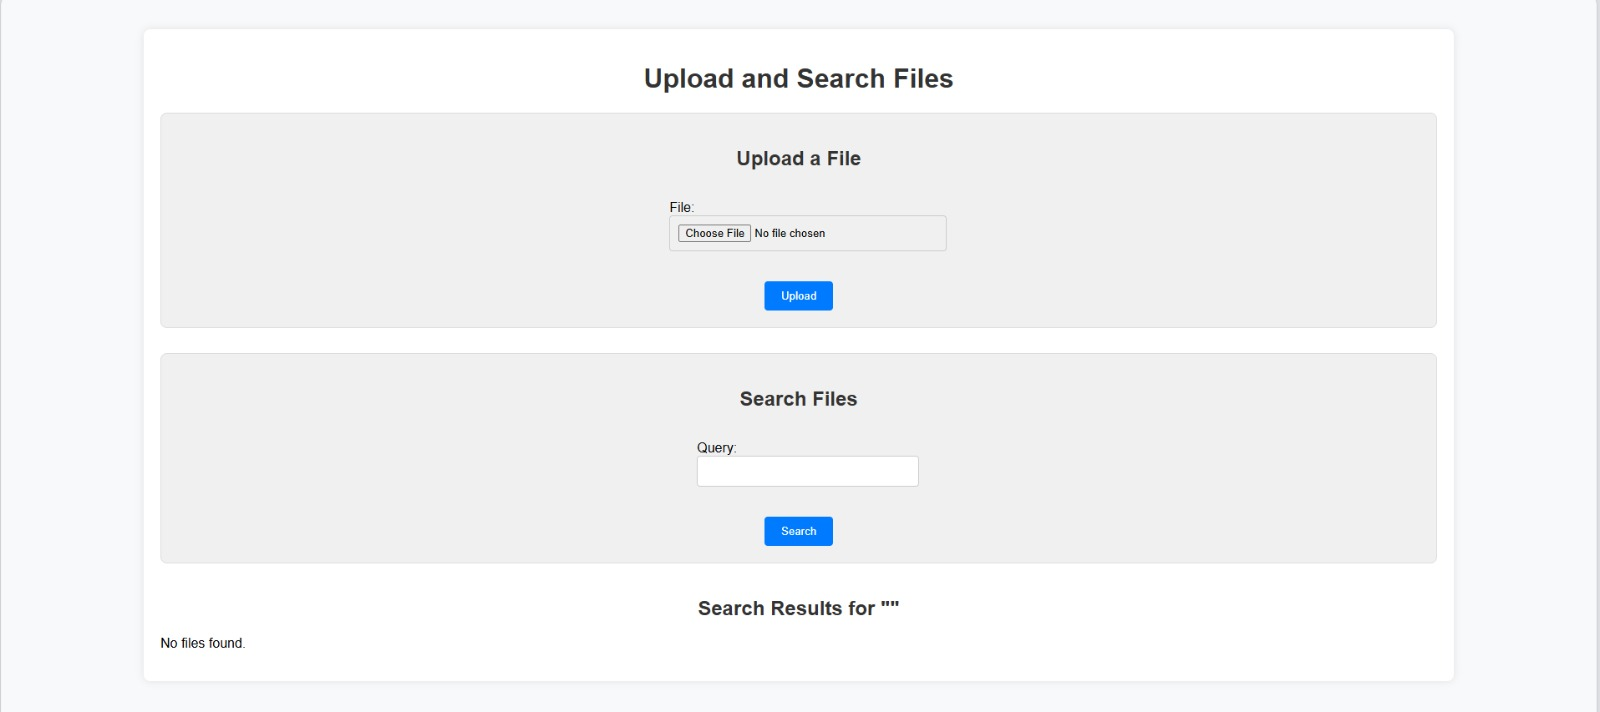 Upload and Search Files
Upload a File
File:
Choose File No file chosen
Upload
Search Files
Query:
Search
Search Results for ""
No files found.